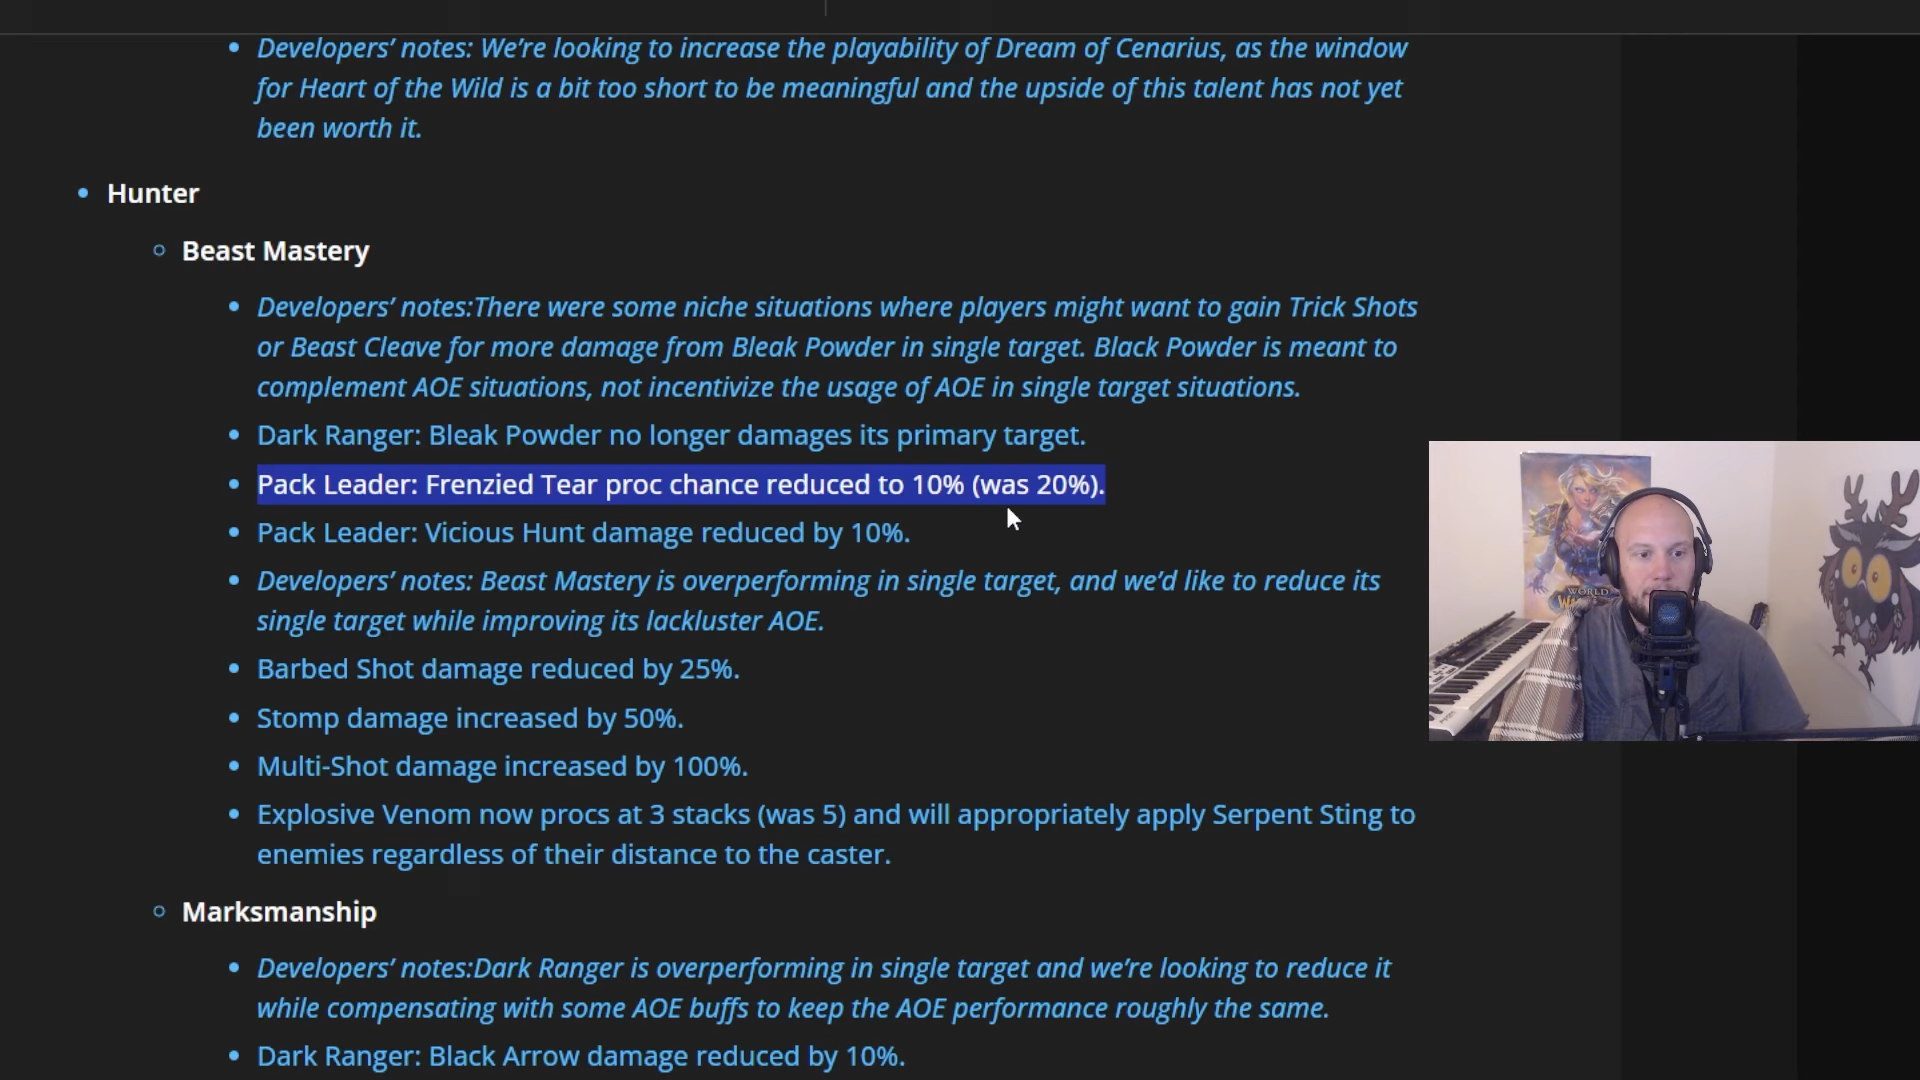 Developers’ notes: We’re looking to increase the playability of Dream of Cenarius, as the window
for Heart of the Wild is a bit too short to be meaningful and the upside of this talent has not yet
been worth it.
Hunter
Beast Mastery
Developers’ notes:There were some niche situations where players might want to gain Trick Shots
or Beast Cleave for more damage from Bleak Powder in single target. Black Powder is meant to
complement AOE situations, not incentivize the usage of AOE in single target situations.
Dark Ranger: Bleak Powder no longer damages its primary target.
Pack Leader: Frenzied Tear proc chance reduced to 10% (was 20%).
Pack Leader: Vicious Hunt damage reduced by 10%.
Developers’ notes: Beast Mastery is overperforming in single target, and we’d like to reduce its
single target while improving its lackluster AOE.
Barbed Shot damage reduced by 25%.
Stomp damage increased by 50%.
Multi-Shot damage increased by 100%.
Explosive Venom now procs at 3 stacks (was 5) and will appropriately apply Serpent Sting to
enemies regardless of their distance to the caster.
Marksmanship
Developers’ notes:Dark Ranger is overperforming in single target and we’re looking to reduce it
while compensating with some AOE buffs to keep the AOE performance roughly the same.
Dark Ranger: Black Arrow damage reduced by 10%.
WORLD